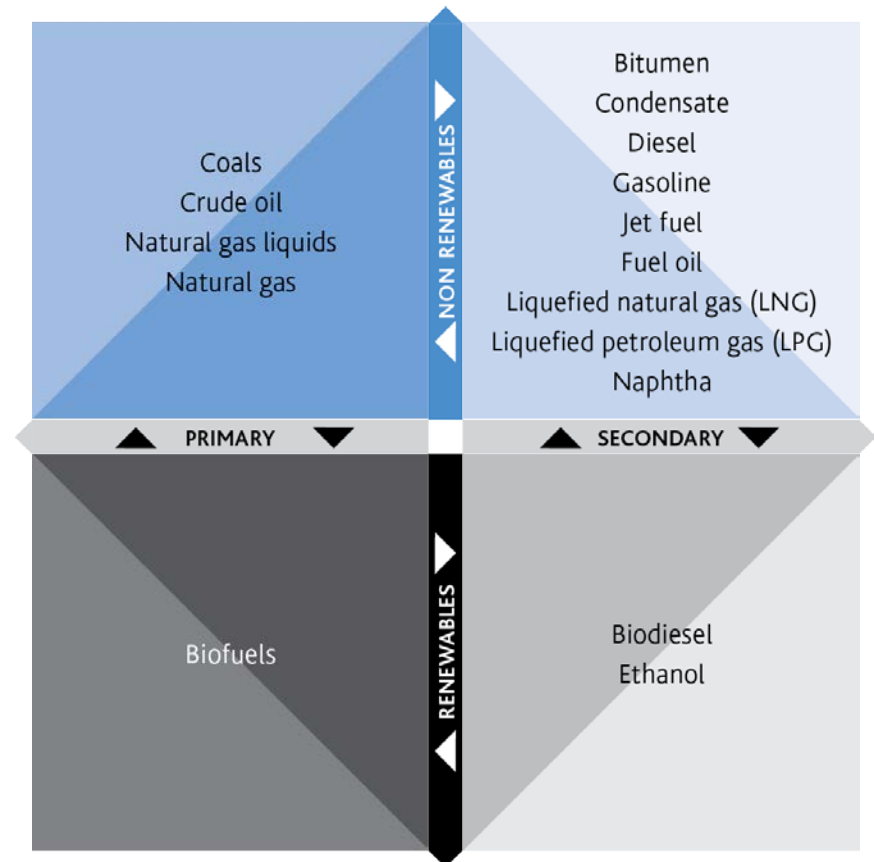 Coals
Crude oil
Natural gas liquids
Natural gas
NON RENEWABLES
Bitumen
Condensate
Diesel
Gasoline
Jet fuel
Fuel oil
Liquefied natural gas (LNG)
Liquefied petroleum gas (LPG)
Naphtha
PRIMARY
SECONDARY
Biofuels
RENEWABLES
Biodiesel
Ethanol